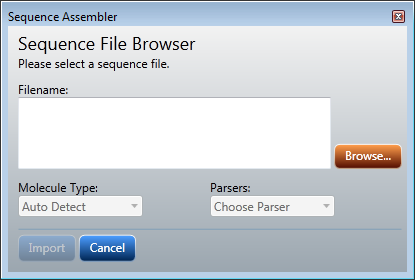 Sequence Assembler
Sequence File Browser
Please select a sequence file.
Filename:
Browse...
Molecule Type: Parsers:
Auto Detect Choose Parser
Import Cancel